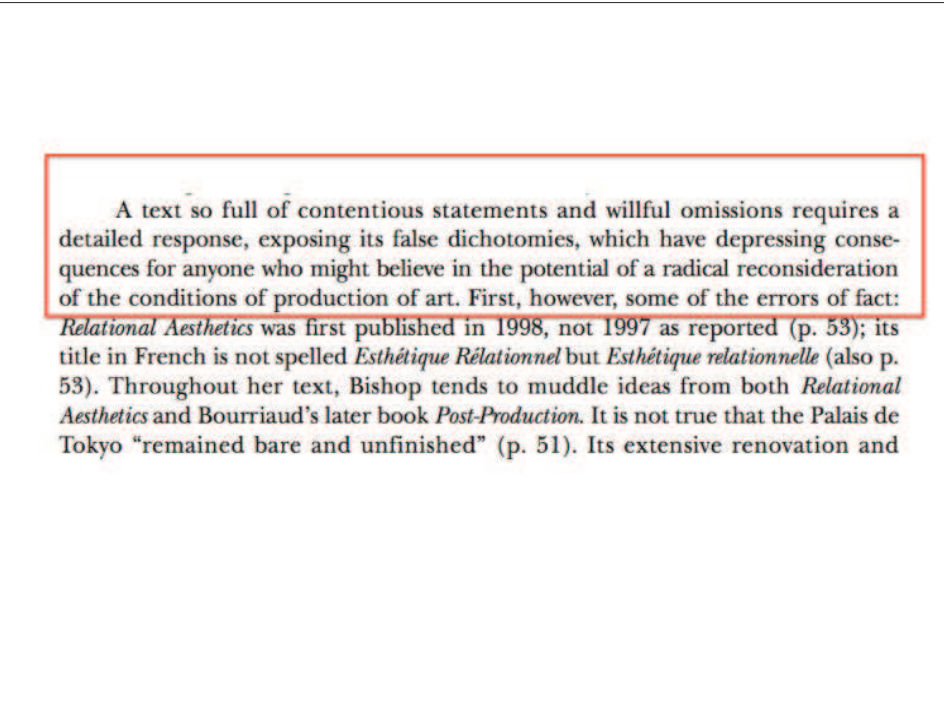 A text so full of contentious statements and willful omissions requires a
detailed response, exposing its false dichotomies, which have depressing conse-
quences for anyone who might believe in the potential of a radical reconsideration
of the conditions of production of art. First, however, some of the errors of fact:
Relational Aesthetics was first published in 1998, not 1997 as reported (p. 53); its
title in French is not spelled Esthétique Rélationnel but Esthétique relationnelle (also p.
53). Throughout her text, Bishop tends to muddle ideas from both Relational
Aesthetics and Bourriaud’s later book Post-Production. It is not true that the Palais de
Tokyo “remained bare and unfinished” (p. 51). Its extensive renovation and